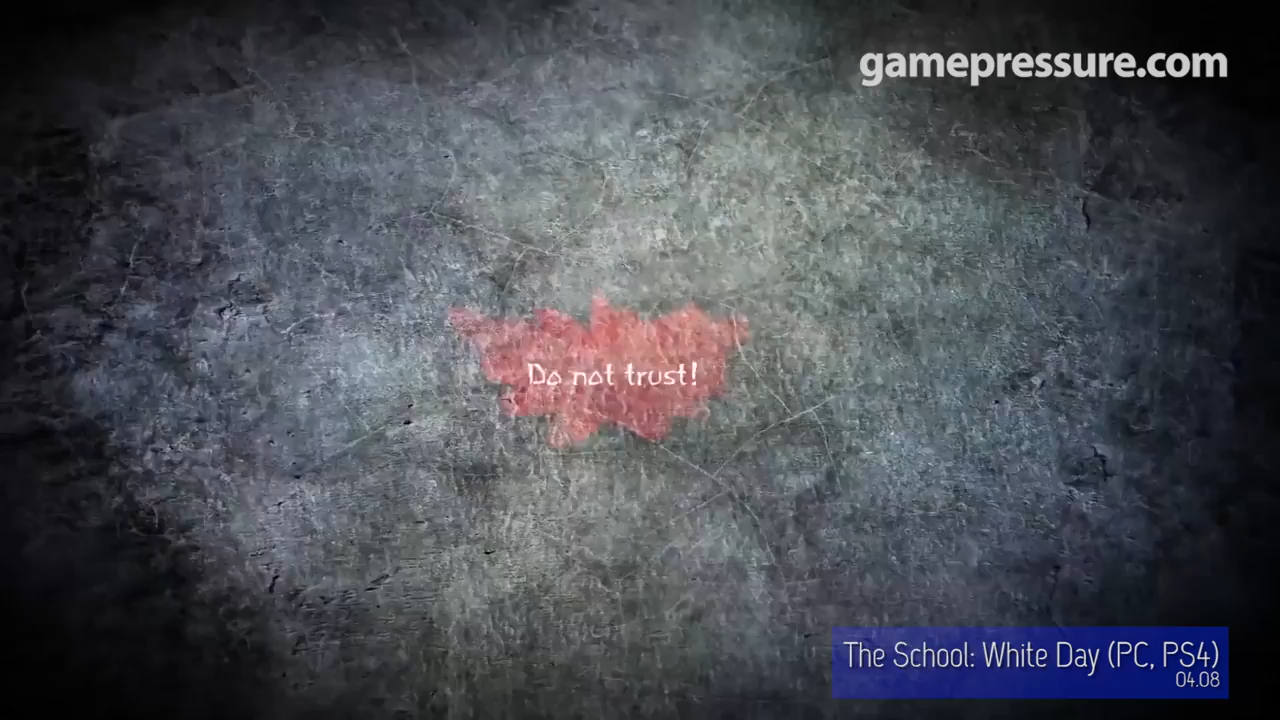 gamepressure.com
Do not trust!
The School: White Day (PC, PS4)
04.08